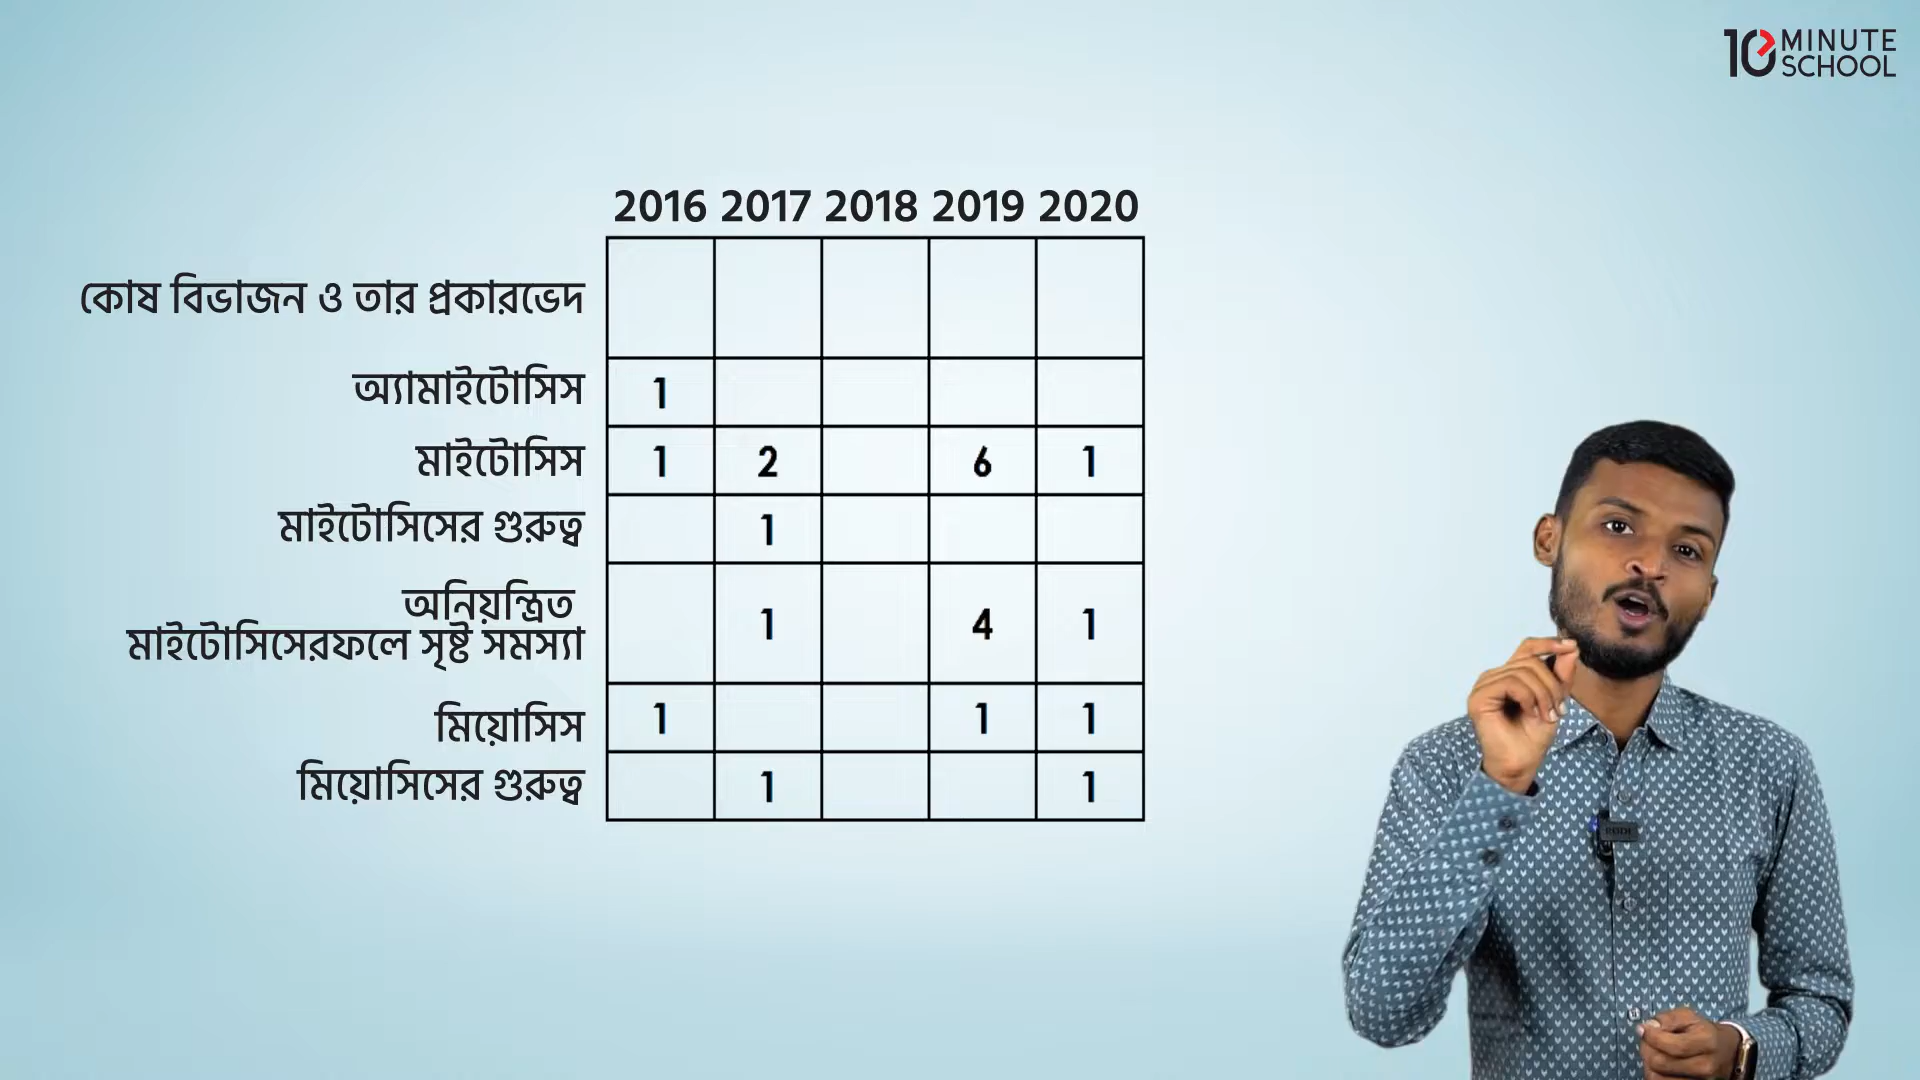 10 MINUTE
SCHOOL
2016 2017 2018 2019 2020
কোষ বিভাজন ও তার প্রকারভেদ
অ্যামাইটোসিস 1
মাইটোসিস 1 2 6 1
মাইটোসিসের গুরুত্ব 1
অনিয়ন্ত্রিত
মাইটোসিসেরফলে সৃষ্ট সমস্যা 1 4 1
মিয়োসিস 1 1 1
মিয়োসিসের গুরুত্ব 1 1